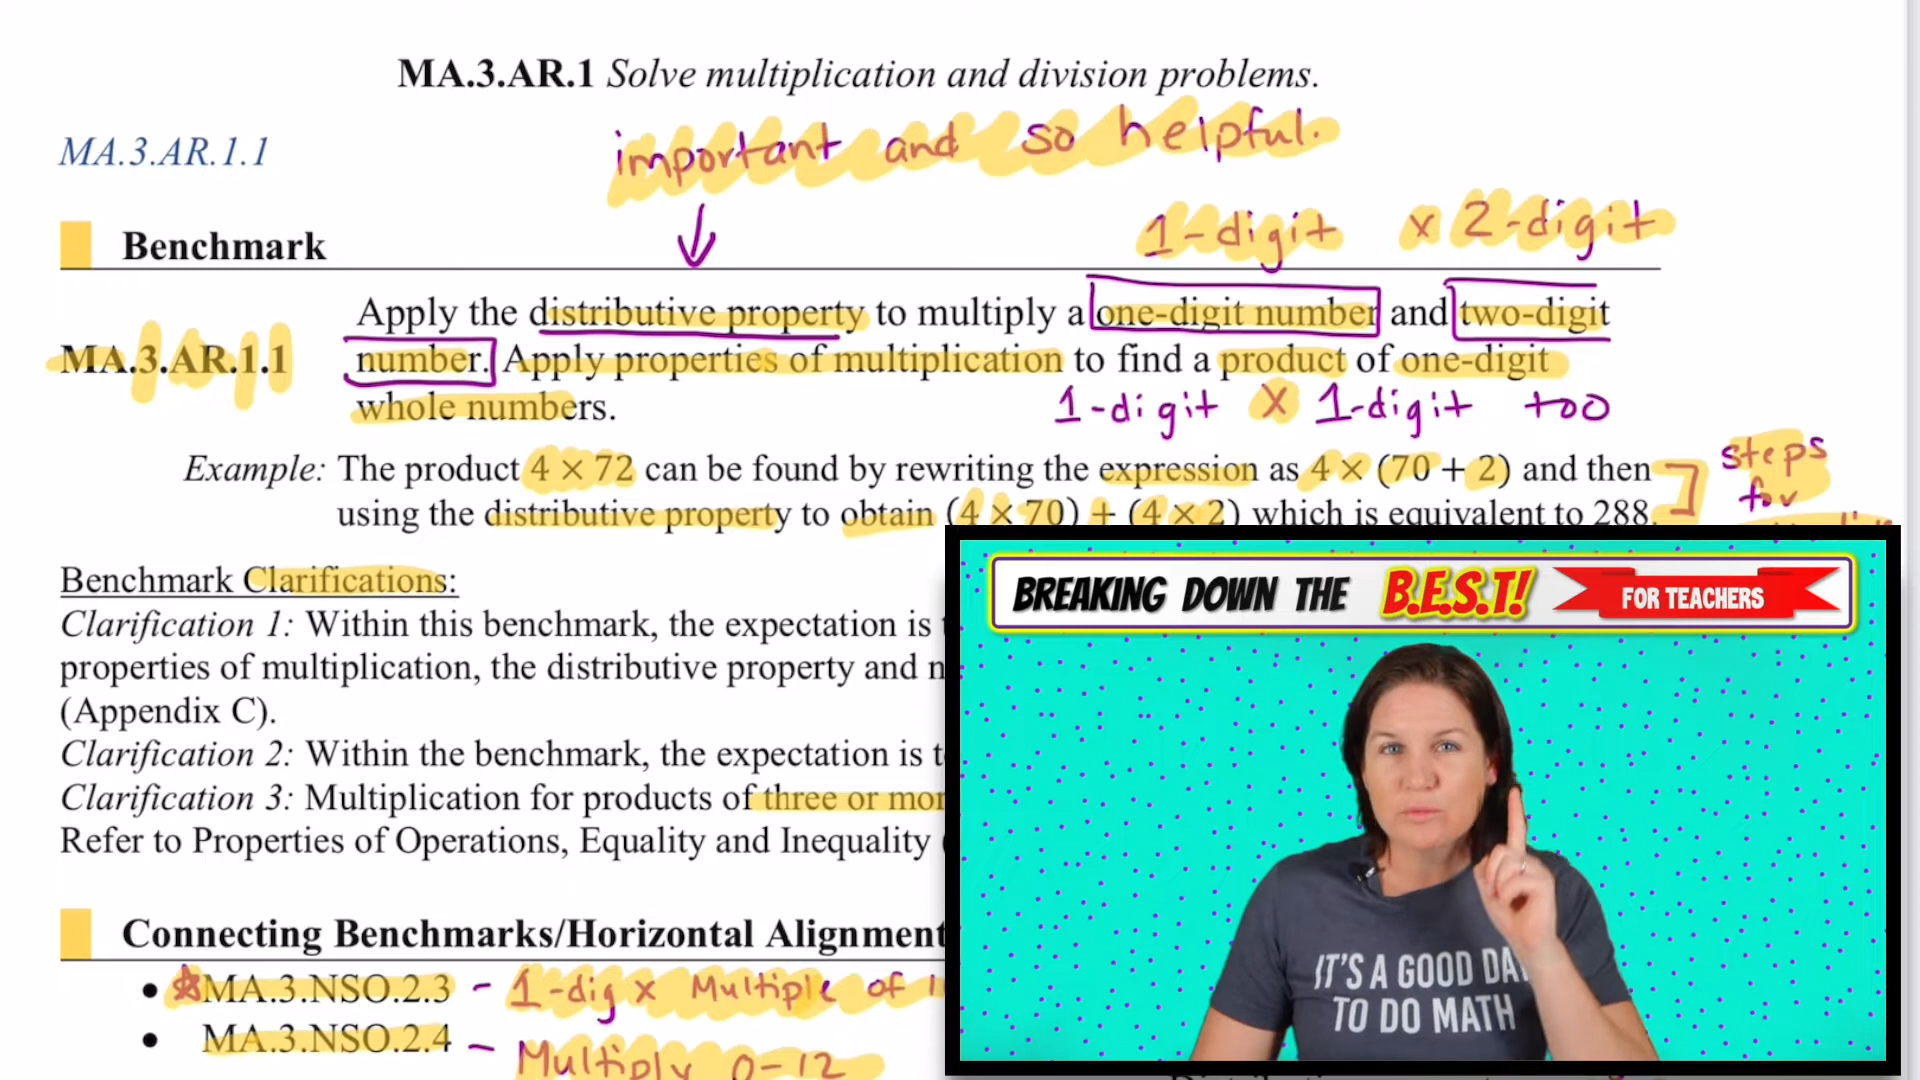 MA.3.AR.1 Solve multiplication and division problems.
MA.3.AR.1.1
important and so helpful.
1-digit x 2-digit
Benchmark
Apply the distributive property to multiply a one-digit number and two-digit
MA.3.AR.1.1
number. Apply properties of multiplication to find a product of one-digit
whole numbers.
1-digit x 1-digit too
Example: The product 4 × 72 can be found by rewriting the expression as 4 × (70 + 2) and then
using the distributive property to obtain (4 × 70) + (4 × 2) which is equivalent to 288.
steps
for
Benchmark Clarifications:
Clarification 1: Within this benchmark, the expectation is
properties of multiplication, the distributive property and
(Appendix C).
Clarification 2: Within the benchmark, the expectation is
Clarification 3: Multiplication for products of three or
Refer to Properties of Operations, Equality and Inequality
Connecting Benchmarks/Horizontal Alignment
MA.3.NSO.2.3 - 1-dig x Multiple of
MA.3.NSO.2.4 - Multiply 0-12
BREAKING DOWN THE B.E.S.T! FOR TEACHERS
IT'S A GOOD DAY
TO DO MATH